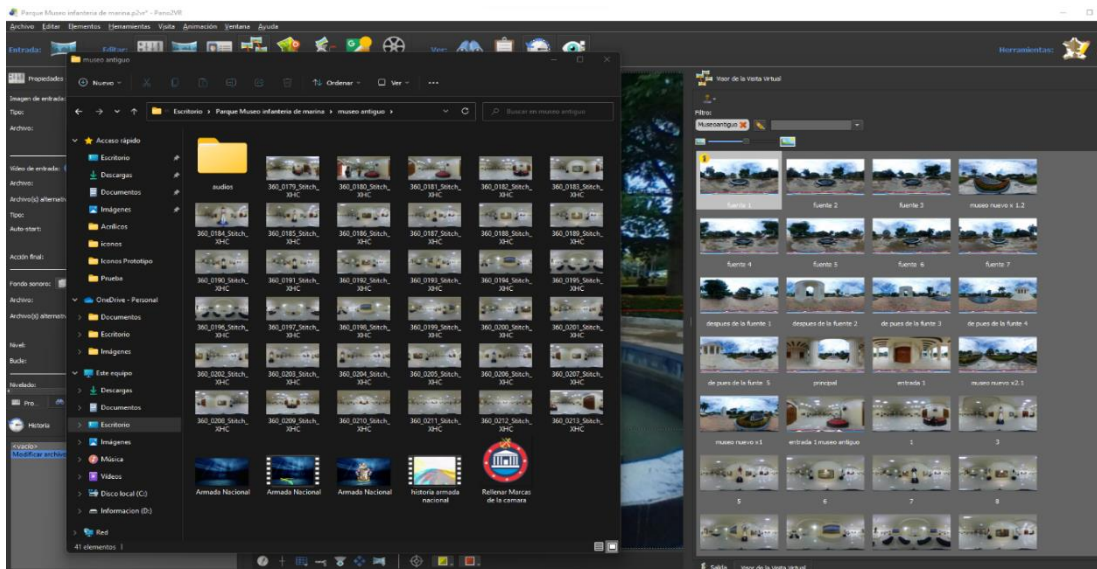 Parque Museo infanteria de marina.p2vr* - Pano2VR
Archivo Editar Elementos Herramientas Visita Animación Ventana Ayuda
Entrada: Editar: Ver: Herramientas:
museo antiguo
Nuevo Ordenar Ver ...
Escritorio > Parque Museo infanteria de marina > museo antiguo >
Buscar en museo antiguo
Propiedades
Imagen de entrada:
Tipo:
Archivo:
Video de entrada:
Archivo:
Archivo(s) alternati
Tipo:
Auto-start:
Acción final:
Fondo sonoro:
Archivo:
Archivo(s) alternati
Nivel:
Bucle:
Nivelado:
Pro...
Historia
<vacío>
Modificar archivo
Acceso rápido
Escritorio
Descargas
Documentos
Imágenes
Acrilicos
iconos
Iconos Prototipo
Prueba
OneDrive - Personal
Documentos
Escritorio
Imágenes
Este equipo
Descargas
Documentos
Escritorio
Imágenes
Música
Vídeos
Disco local (C:)
Informacion (D:)
Red
41 elementos
audios
360_0179_Stitch_XHC
360_0180_Stitch_XHC
360_0181_Stitch_XHC
360_0182_Stitch_XHC
360_0183_Stitch_XHC
360_0184_Stitch_XHC
360_0185_Stitch_XHC
360_0186_Stitch_XHC
360_0187_Stitch_XHC
360_0188_Stitch_XHC
360_0189_Stitch_XHC
360_0190_Stitch_XHC
360_0191_Stitch_XHC
360_0192_Stitch_XHC
360_0193_Stitch_XHC
360_0194_Stitch_XHC
360_0195_Stitch_XHC
360_0196_Stitch_XHC
360_0197_Stitch_XHC
360_0198_Stitch_XHC
360_0199_Stitch_XHC
360_0200_Stitch_XHC
360_0201_Stitch_XHC
360_0202_Stitch_XHC
360_0203_Stitch_XHC
360_0204_Stitch_XHC
360_0205_Stitch_XHC
360_0206_Stitch_XHC
360_0207_Stitch_XHC
360_0208_Stitch_XHC
360_0209_Stitch_XHC
360_0210_Stitch_XHC
360_0211_Stitch_XHC
360_0212_Stitch_XHC
360_0213_Stitch_XHC
Armada Nacional
Armada Nacional
Armada Nacional
historia armada nacional
Rellenar Marcas de la camara
Visor de la Visita Virtual
Filtro:
Museoantiguo
1
fuente 1
fuente 2
fuente 3
museo nuevo x 1.2
fuente 4
fuente 5
fuente 6
fuente 7
despues de la fuente 1
despues de la fuente 2
de pues de la funte 3
de pues de la funte 4
de pues de la funte 5
principal
entrada 1
museo nuevo x2.1
museo nuevo x1
entrada 1 museo antiguo
1
3
5
6
7
8
Salida
Visor de la Visita Virtual